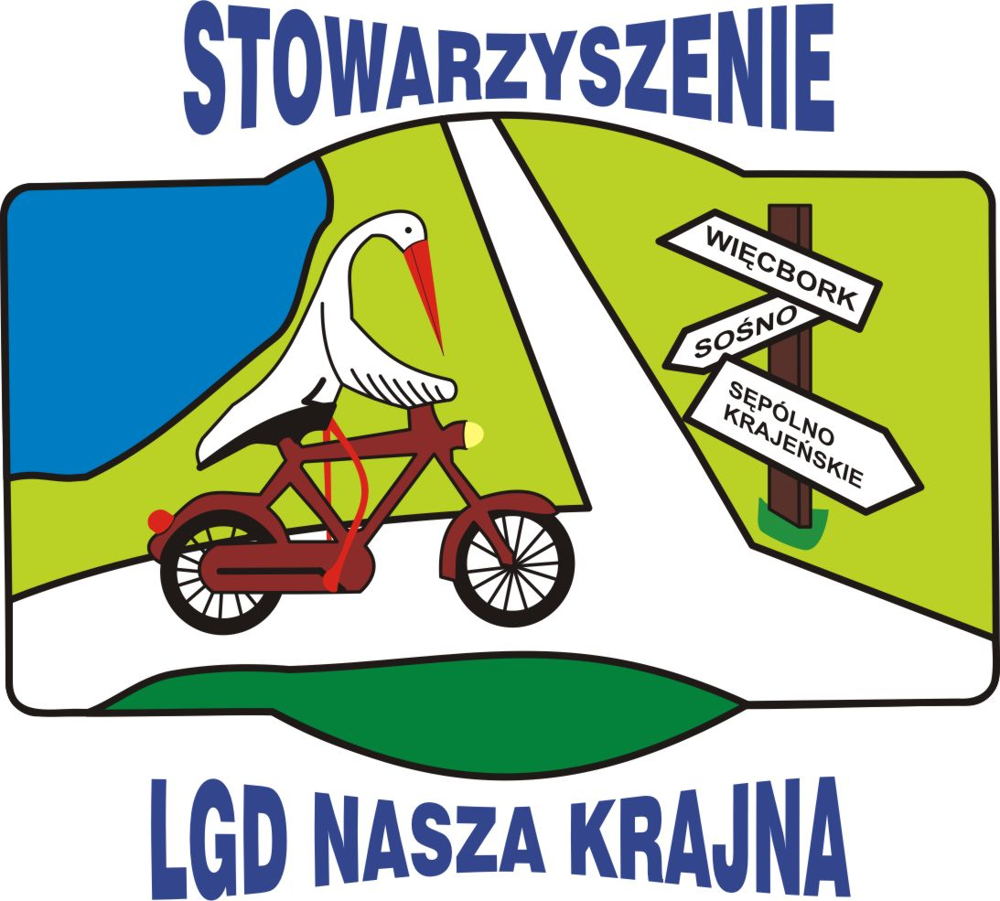 STOWARZYSZENIE
WIĘCBORK
SOŚNO
SĘPÓLNO
KRAJEŃSKIE
LGD NASZA KRAJNA